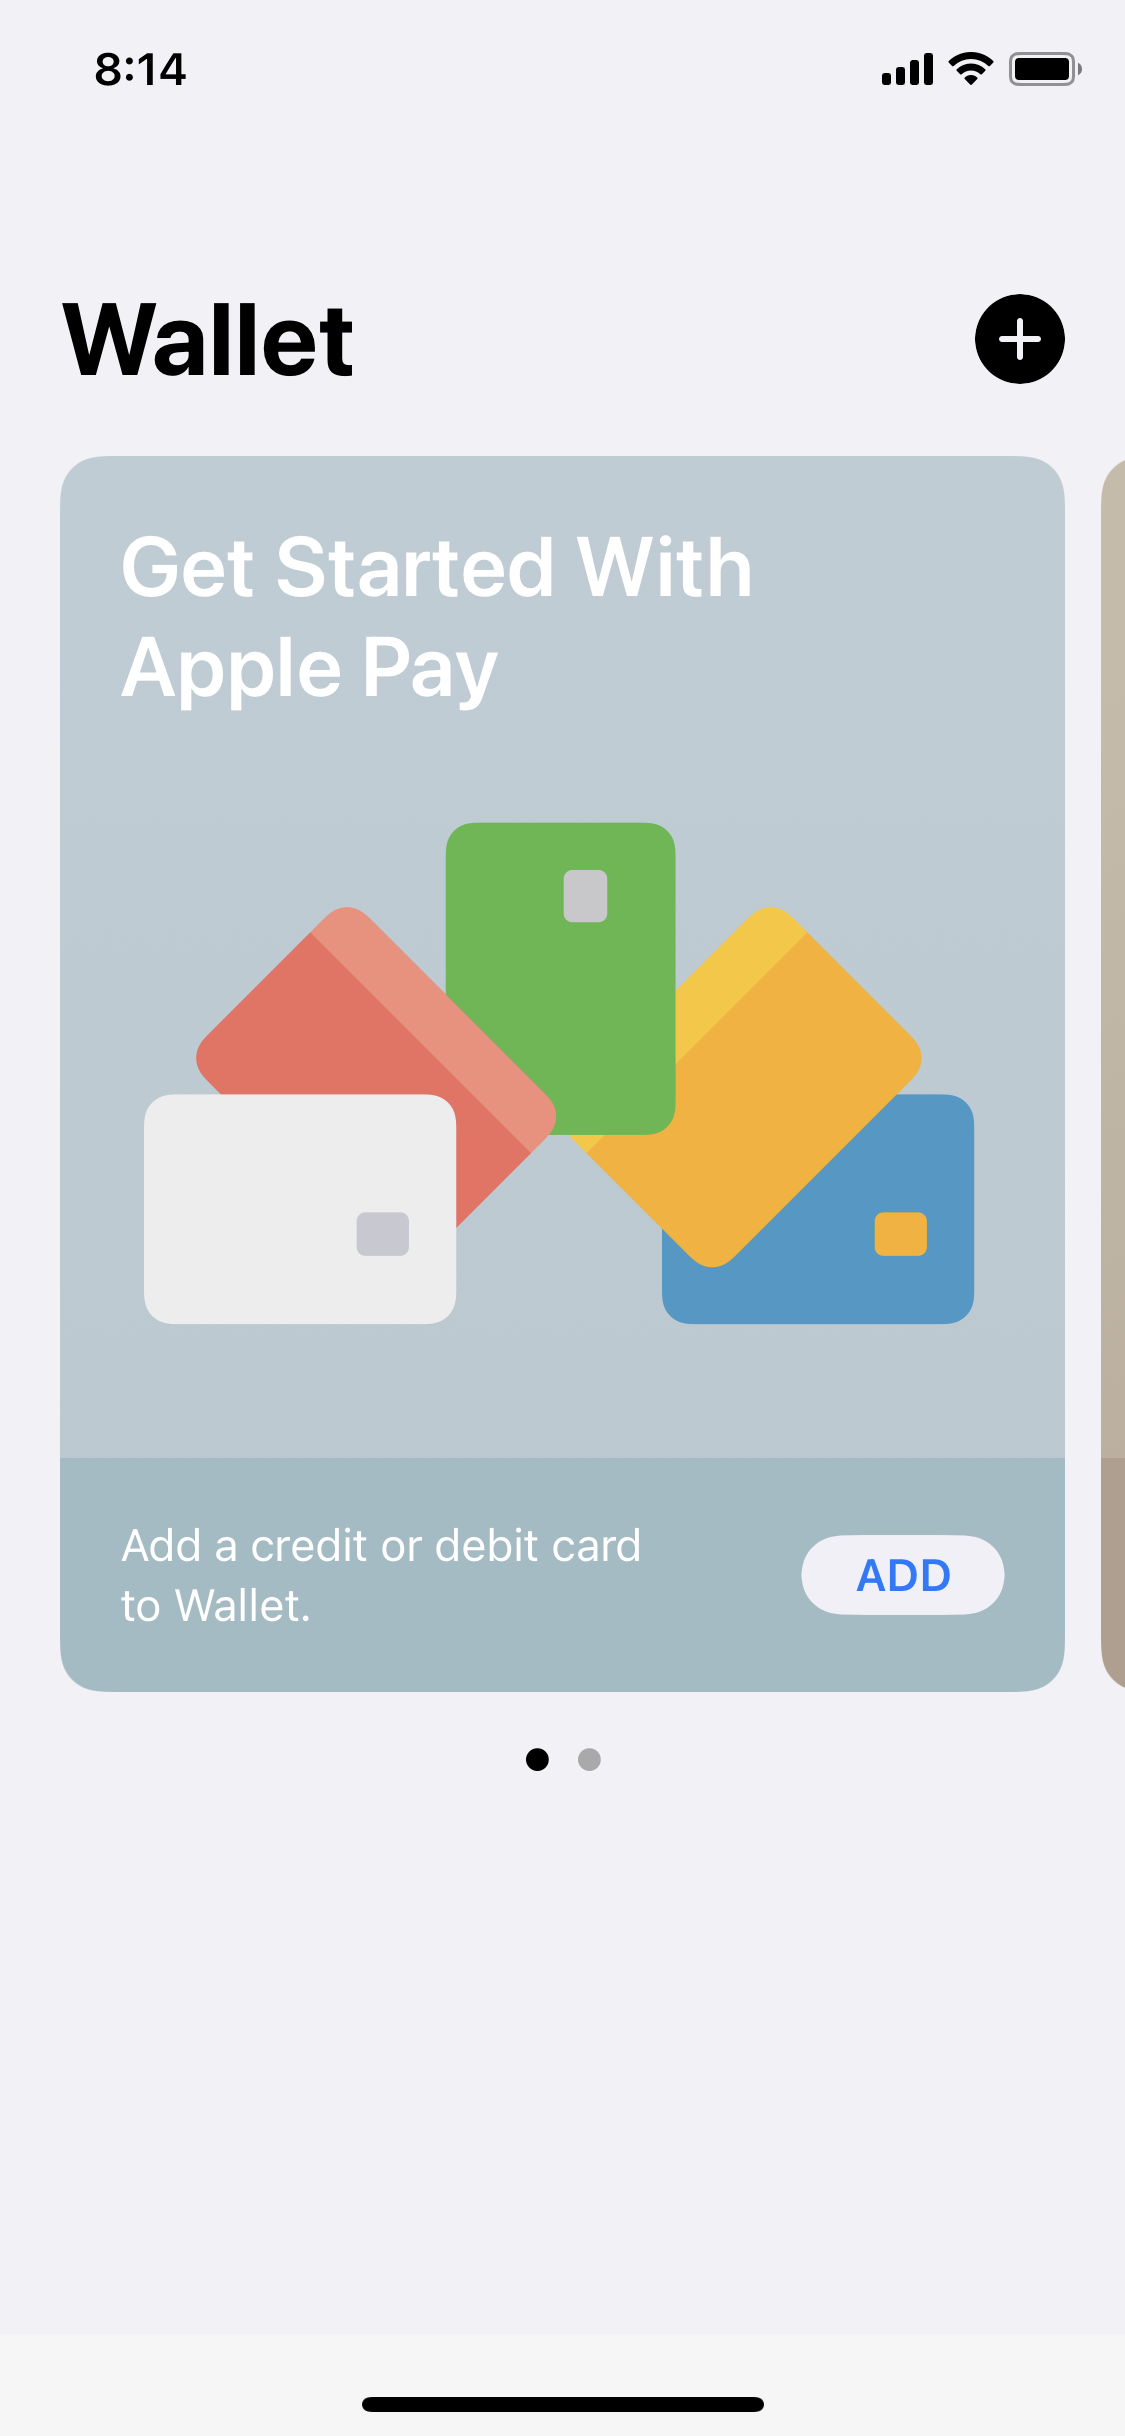 8:14
Wallet
Get Started With
Apple Pay
Add a credit or debit card
to Wallet.
ADD